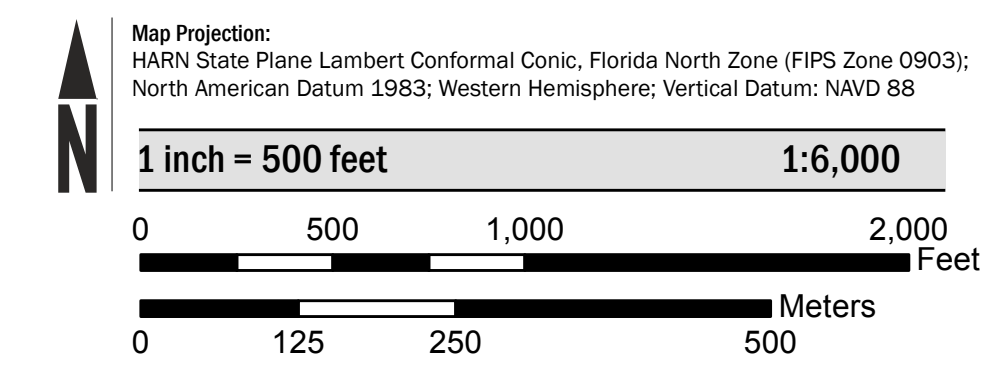 Map Projection:
HARN State Plane Lambert Conformal Conic, Florida North Zone (FIPS Zone 0903);
North American Datum 1983; Western Hemisphere; Vertical Datum: NAVD 88
N
1 inch = 500 feet 1:6,000
0 500 1,000 2,000
Feet
Meters
0 125 250 500